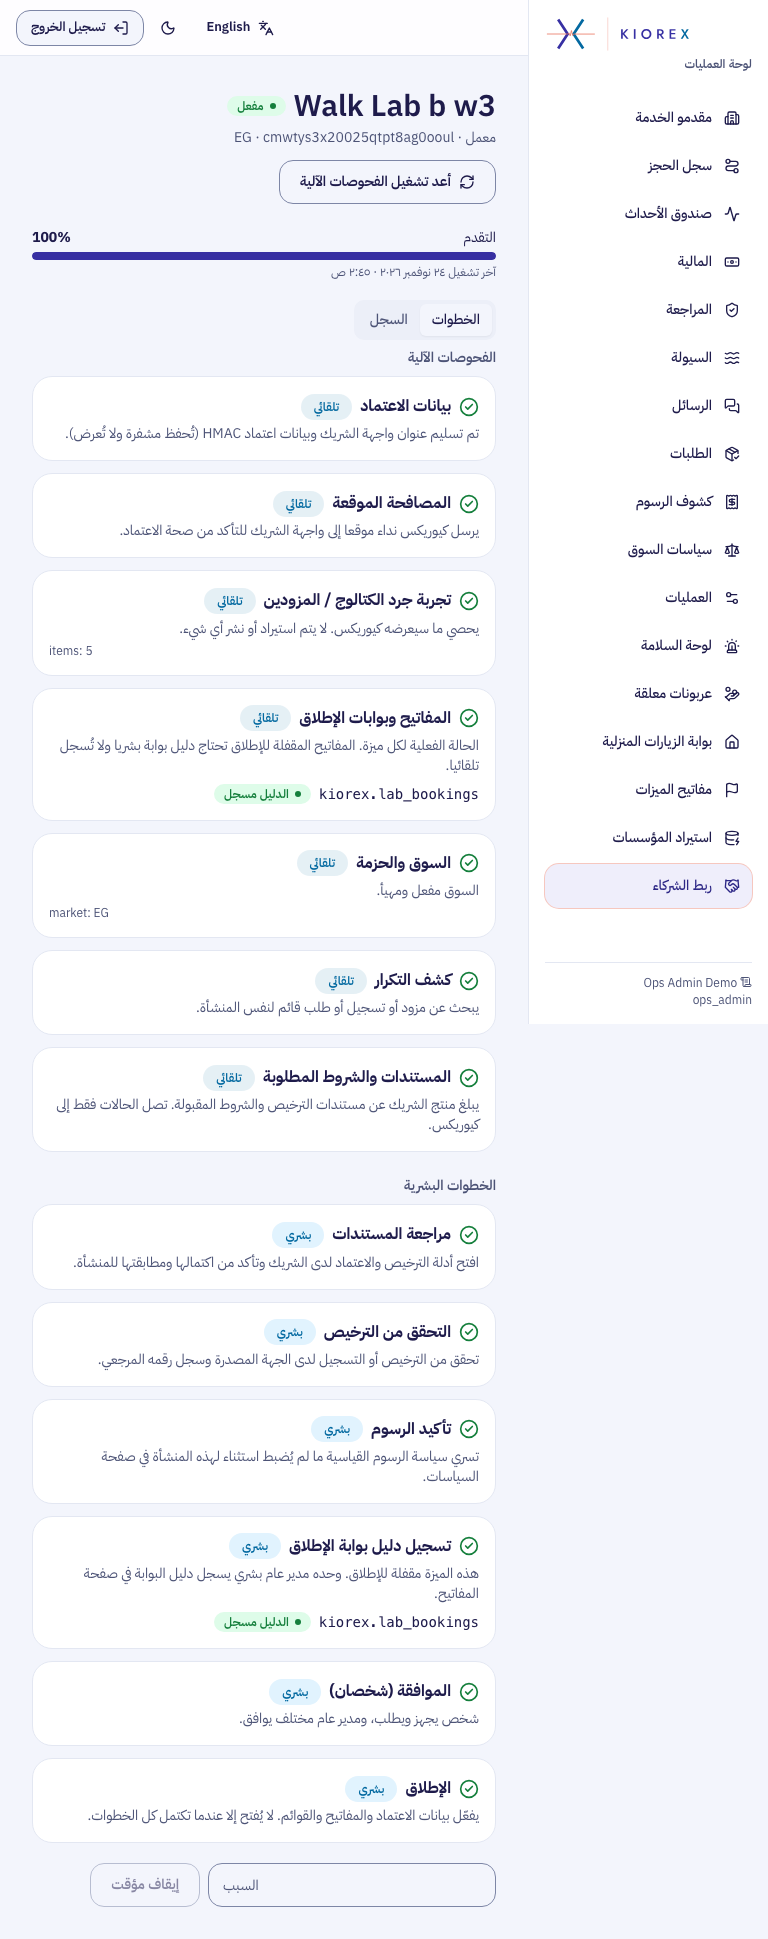 KIOREX
لوحة العمليات
مقدمو الخدمة
سجل الحجز
صندوق الأحداث
المالية
المراجعة
السيولة
الرسائل
الطلبات
كشوف الرسوم
سياسات السوق
العمليات
لوحة السلامة
عربونات معلقة
بوابة الزيارات المنزلية
مفاتيح الميزات
استيراد المؤسسات
ربط الشركاء
Ops Admin Demo
ops_admin
English
تسجيل الخروج
Walk Lab b w3 مفعل
معمل · EG · cmwtys3x20025qtpt8ag0ooul
أعد تشغيل الفحوصات الآلية
التقدم 100%
آخر تشغيل ٢٤ نوفمبر ٢٠٢٦ · ٢:٤٥ ص
الخطوات السجل
الفحوصات الآلية
بيانات الاعتماد تلقائي
تم تسليم عنوان واجهة الشريك وبيانات اعتماد HMAC (تُحفظ مشفرة ولا تُعرض).
المصافحة الموقعة تلقائي
يرسل كيوريكس نداء موقعا إلى واجهة الشريك للتأكد من صحة الاعتماد.
تجربة جرد الكتالوج / المزودين تلقائي
يحصي ما سيعرضه كيوريكس. لا يتم استيراد أو نشر أي شيء.
items: 5
المفاتيح وبوابات الإطلاق تلقائي
الحالة الفعلية لكل ميزة. المفاتيح المقفلة للإطلاق تحتاج دليل بوابة بشريا ولا تُسجل
تلقائيا.
kiorex.lab_bookings الدليل مسجل
السوق والحزمة تلقائي
السوق مفعل ومهيأ.
market: EG
كشف التكرار تلقائي
يبحث عن مزود أو تسجيل أو طلب قائم لنفس المنشأة.
المستندات والشروط المطلوبة تلقائي
يبلغ منتج الشريك عن مستندات الترخيص والشروط المقبولة. تصل الحالات فقط إلى
كيوريكس.
الخطوات البشرية
مراجعة المستندات بشري
افتح أدلة الترخيص والاعتماد لدى الشريك وتأكد من اكتمالها ومطابقتها للمنشأة.
التحقق من الترخيص بشري
تحقق من الترخيص أو التسجيل لدى الجهة المصدرة وسجل رقمه المرجعي.
تأكيد الرسوم بشري
تسري سياسة الرسوم القياسية ما لم يُضبط استثناء لهذه المنشأة في صفحة
السياسات.
تسجيل دليل بوابة الإطلاق بشري
هذه الميزة مقفلة للإطلاق. وحده مدير عام بشري يسجل دليل البوابة في صفحة
المفاتيح.
kiorex.lab_bookings الدليل مسجل
الموافقة (شخصان) بشري
شخص يجهز ويطلب، ومدير عام مختلف يوافق.
الإطلاق بشري
يفعّل بيانات الاعتماد والمفاتيح والقوائم. لا يُفتح إلا عندما تكتمل كل الخطوات.
السبب إيقاف مؤقت